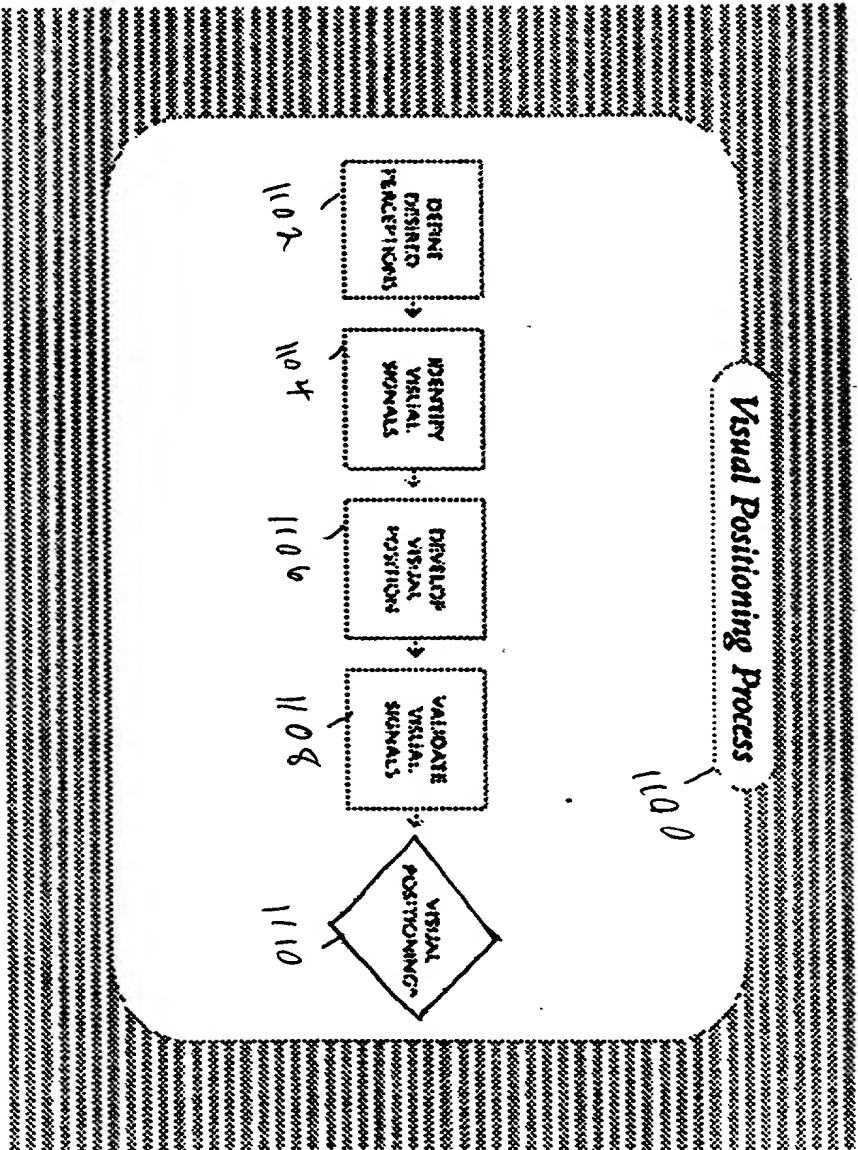 Visual Positioning Process
1100
DEFINE
DESIRED
PERCEPTIONS
1102
IDENTIFY
VISUAL
SIGNALS
1104
DEVELOP
VISUAL
POSITION
1106
VALIDATE
VISUAL
SIGNALS
1108
VISUAL
POSITIONING
1110